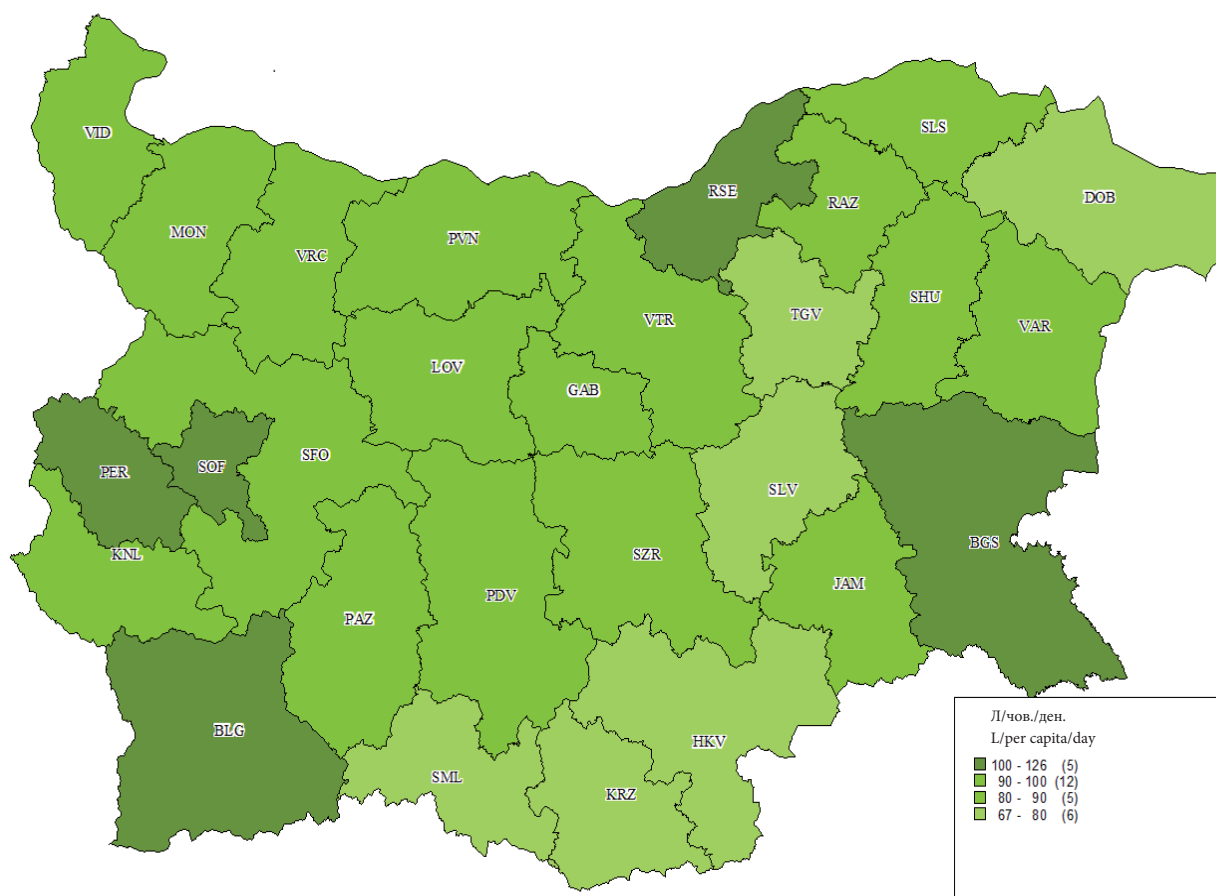 VID
SLS
RSE
DOB
RAZ
MON
PVN
VRC
SHU
TGV
VTR
VAR
LOV
GAB
SFO
SOF
PER
SLV
BGS
KNL
SZR
JAM
PDV
PAZ
BLG
HKV
SML
KRZ
Л/чов./ден.
L/per capita/day
100 - 126 (5)
90 - 100 (12)
80 - 90 (5)
67 - 80 (6)